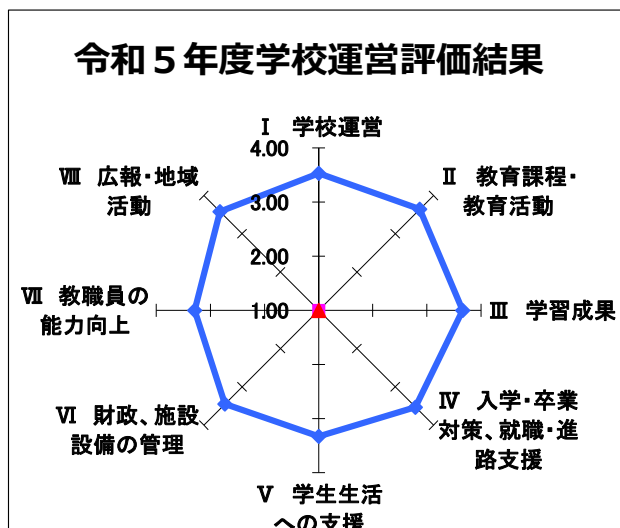 令和５年度学校運営評価結果
Ⅰ　学校運営
4.00
3.00
2.00
1.00
Ⅱ　教育課程・
教育活動
Ⅲ　学習成果
Ⅳ　入学・卒業
対策、就職・進
路支援
Ⅴ　学生生活
への支援
Ⅵ　財政、施設
設備の管理
Ⅶ　教職員の
能力向上
Ⅷ　広報・地域
活動